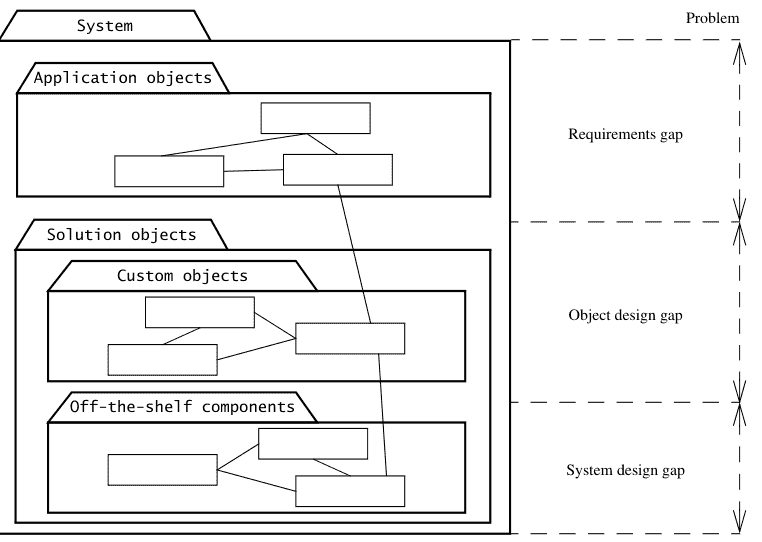 Problem
System
Application objects
Requirements gap
Solution objects
Custom objects
Object design gap
Off-the-shelf components
System design gap